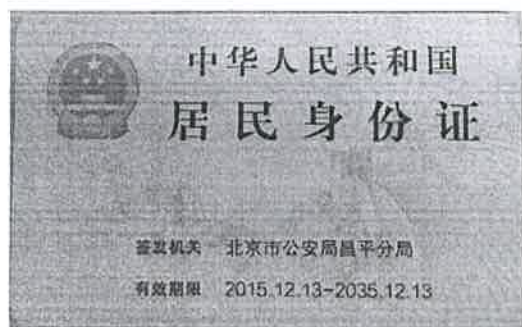 中华人民共和国
居民身份证
签发机关 北京市公安局昌平分局
有效期限 2015.12.13-2035.12.13